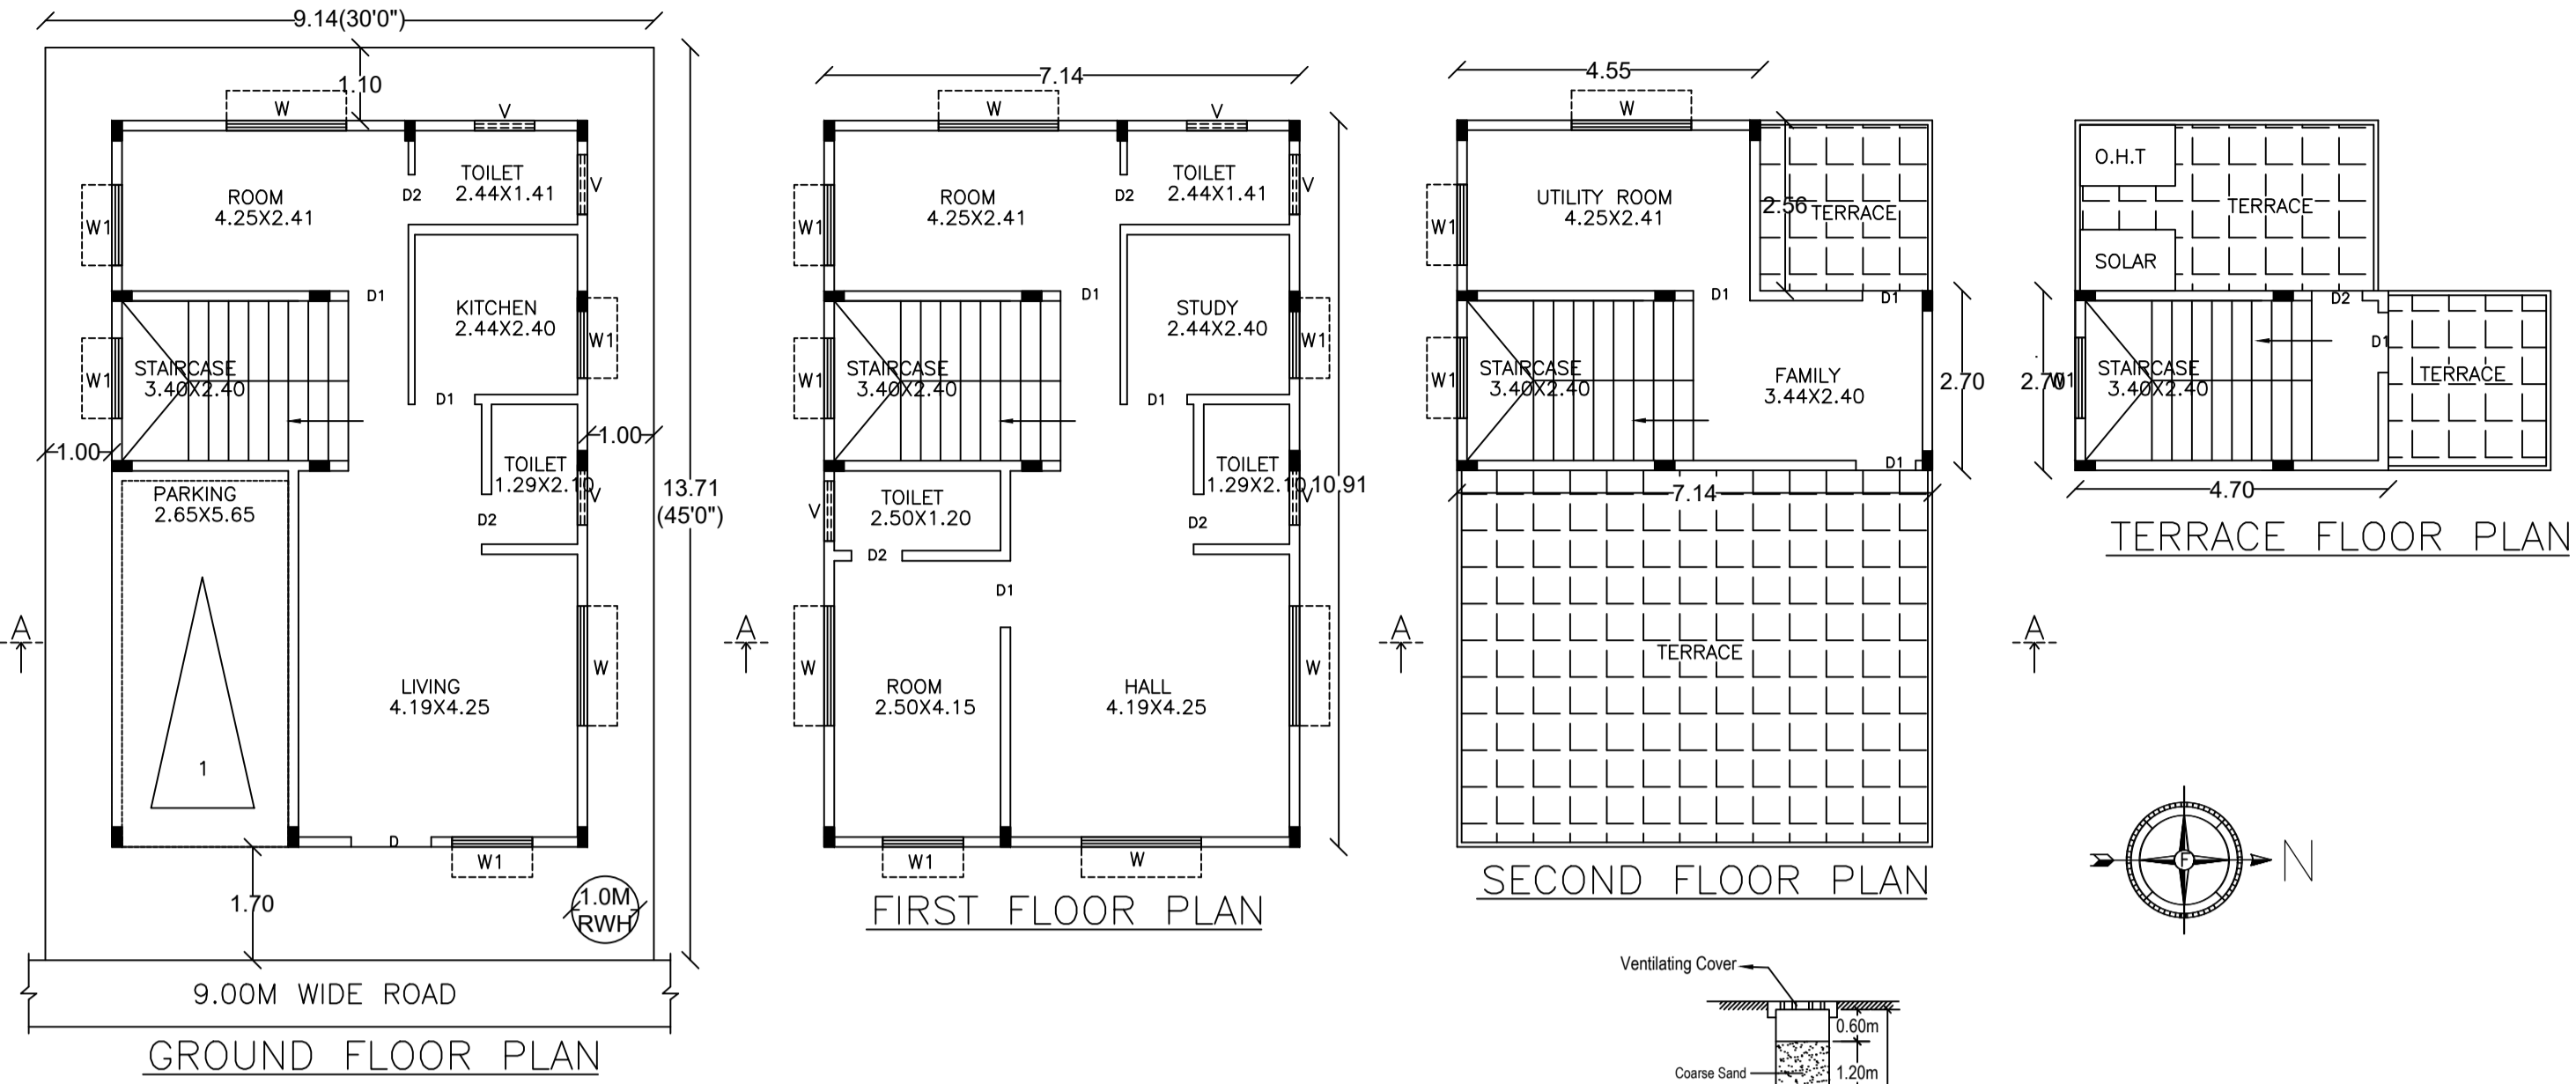 9.14(30'0")
1.10
W
V
ROOM
4.25X2.41
D2
TOILET
2.44X1.41
V
W1
D1
KITCHEN
2.44X2.40
W1
W1
STAIRCASE
3.40X2.40
D1
1.00
1.00
TOILET
1.29X2.10
V
D2
13.71
(45'0")
PARKING
2.65X5.65
1
LIVING
4.19X4.25
W
A
D
W1
1.70
1.0M
RWH
9.00M WIDE ROAD
GROUND FLOOR PLAN
7.14
W
V
ROOM
4.25X2.41
D2
TOILET
2.44X1.41
V
W1
D1
STUDY
2.44X2.40
W1
W1
STAIRCASE
3.40X2.40
D1
TOILET
1.29X2.10
V
10.91
D2
V
TOILET
2.50X1.20
D2
D1
A
W
ROOM
2.50X4.15
HALL
4.19X4.25
W
W1
W
FIRST FLOOR PLAN
4.55
W
UTILITY ROOM
4.25X2.41
2.56
TERRACE
W1
D1
D1
W1
STAIRCASE
3.40X2.40
FAMILY
3.44X2.40
2.70
D1
7.14
A
TERRACE
SECOND FLOOR PLAN
O.H.T
TERRACE
SOLAR
D2
D1
2.70
W1
STAIRCASE
3.40X2.40
TERRACE
4.70
TERRACE FLOOR PLAN
A
F
N
Ventilating Cover
0.60m
Coarse Sand
1.20m